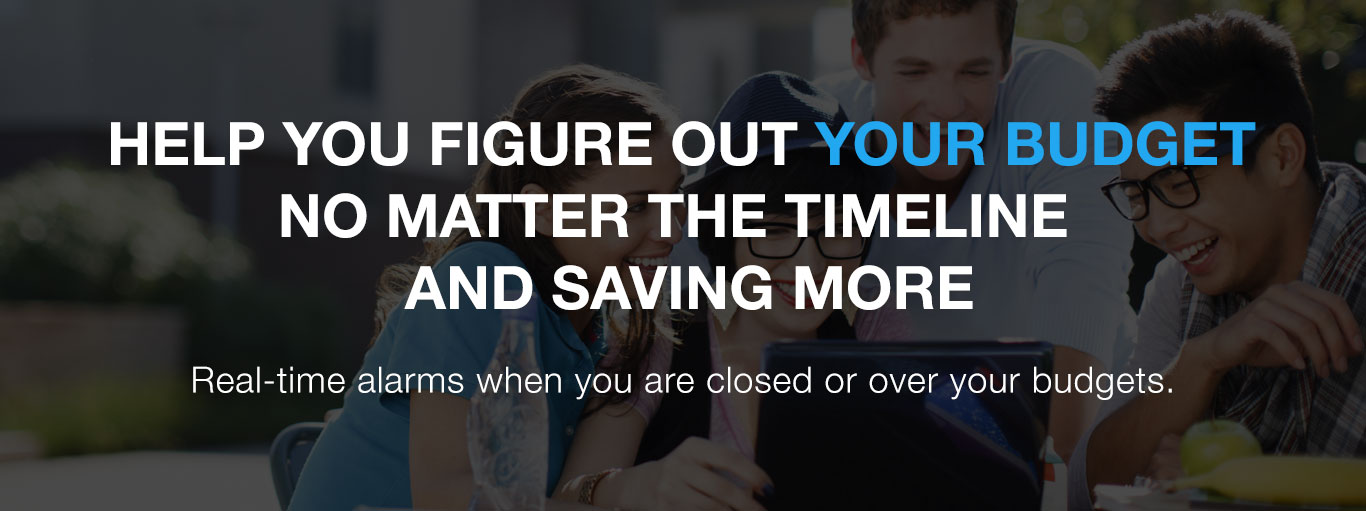 HELP YOU FIGURE OUT YOUR BUDGET
NO MATTER THE TIMELINE
AND SAVING MORE
Real-time alarms when you are closed or over your budgets.